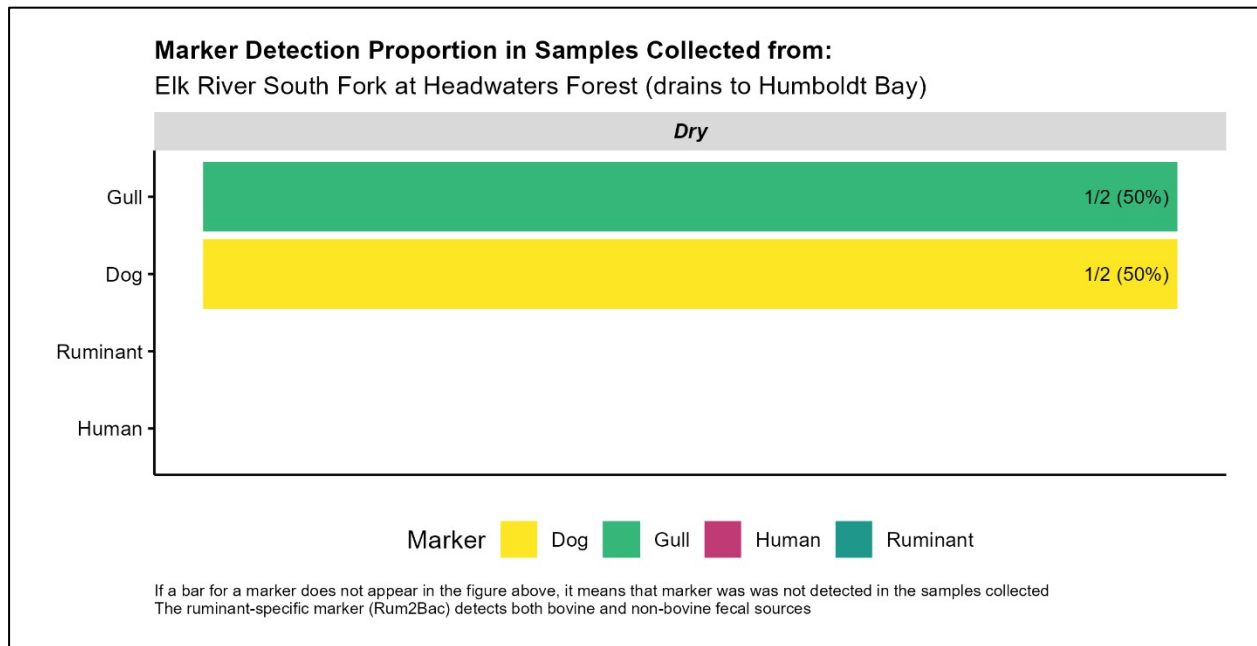 Marker Detection Proportion in Samples Collected from:
Elk River South Fork at Headwaters Forest (drains to Humboldt Bay)
Dry
Gull
1/2 (50%)
Dog
1/2 (50%)
Ruminant
Human
Marker Dog Gull Human Ruminant
If a bar for a marker does not appear in the figure above, it means that marker was was not detected in the samples collected
The ruminant-specific marker (Rum2Bac) detects both bovine and non-bovine fecal sources